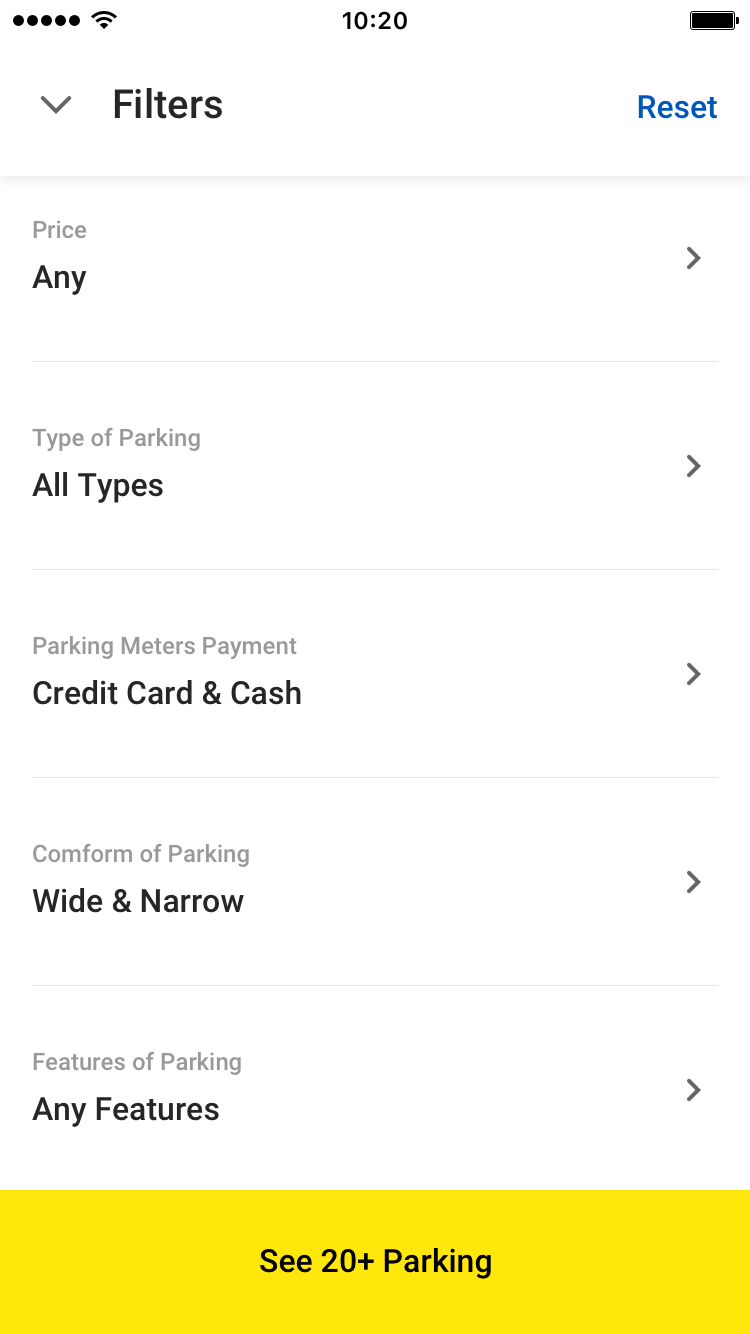 10:20
Filters
Reset
Price
Any
Type of Parking
All Types
Parking Meters Payment
Credit Card & Cash
Comform of Parking
Wide & Narrow
Features of Parking
Any Features
See 20+ Parking